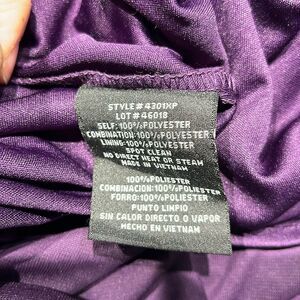 STYLE# 4301XP
LOT# 46018
SELF: 100%POLYESTER
COMBINATION: 100%POLYESTER
LINING: 100%POLYESTER
SPOT CLEAN
NO DIRECT HEAT OR STEAM
MADE IN VIETNAM
100%POLIESTER
COMBINACION: 100%POLIESTER
FORRO: 100%POLIESTER
PUNTO LIMPIO
SIN CALOR DIRECTO O VAPOR
HECHO EN VIETNAM